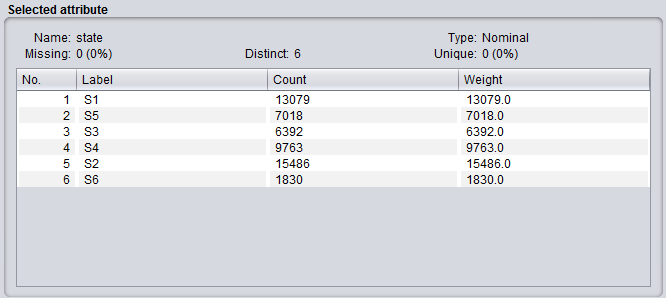 Selected attribute
Name: state Type: Nominal
Missing: 0 (0%) Distinct: 6 Unique: 0 (0%)
No. Label Count Weight
1 S1 13079 13079.0
2 S5 7018 7018.0
3 S3 6392 6392.0
4 S4 9763 9763.0
5 S2 15486 15486.0
6 S6 1830 1830.0